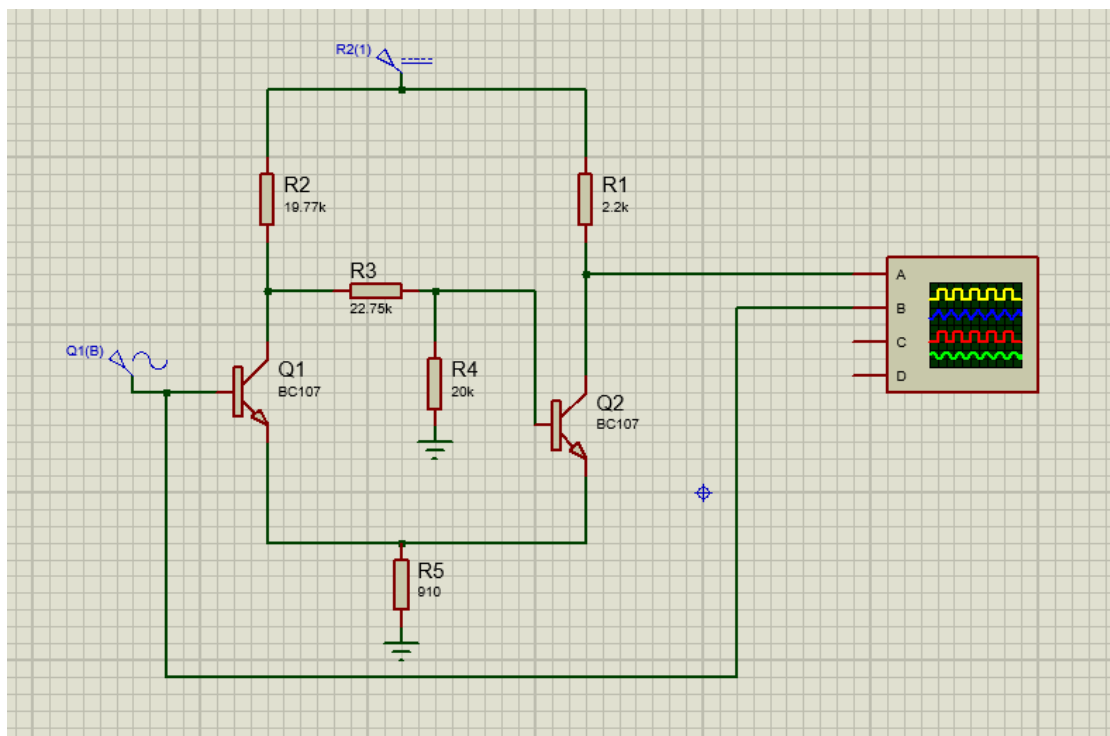 R2(1)
R2
19.77k
R1
2.2k
R3
22.75k
A
B
C
D
Q1(B)
Q1
BC107
R4
20k
Q2
BC107
R5
910